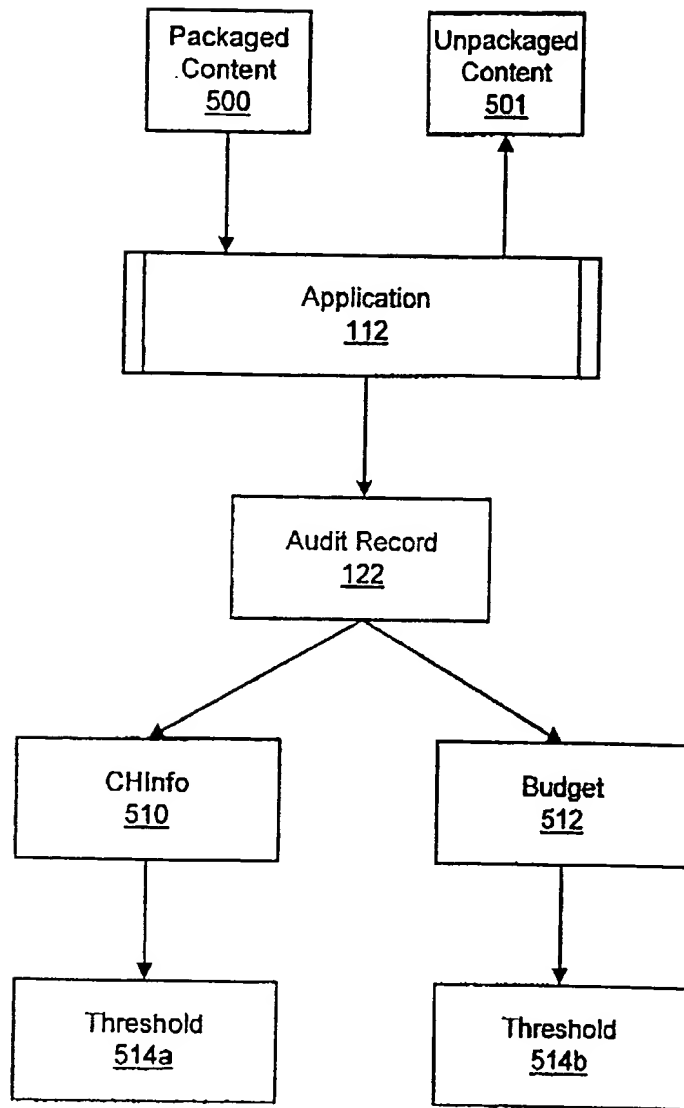 Packaged
Content
500
Unpackaged
Content
501
Application
112
Audit Record
122
CHInfo
510
Budget
512
Threshold
514a
Threshold
514b